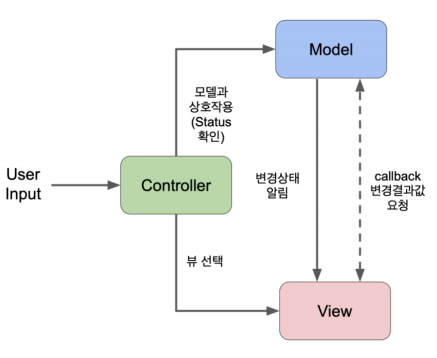 Model
모델과
상호작용
(Status
확인)
User
Input
Controller
변경상태
알림
callback
변경결과값
요청
뷰 선택
View